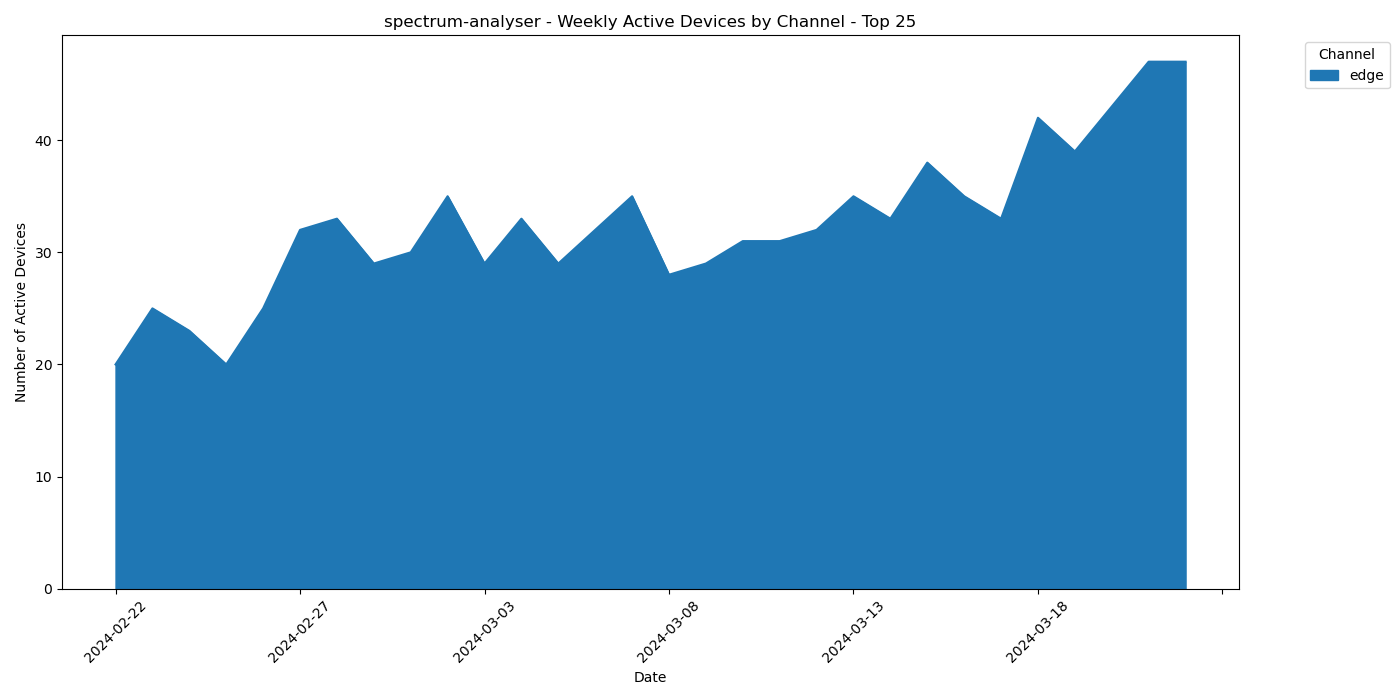 spectrum-analyser - Weekly Active Devices by Channel - Top 25
Channel
edge
Number of Active Devices
40
30
20
10
0
2024-02-22
2024-02-27
2024-03-03
2024-03-08
2024-03-13
2024-03-18
Date